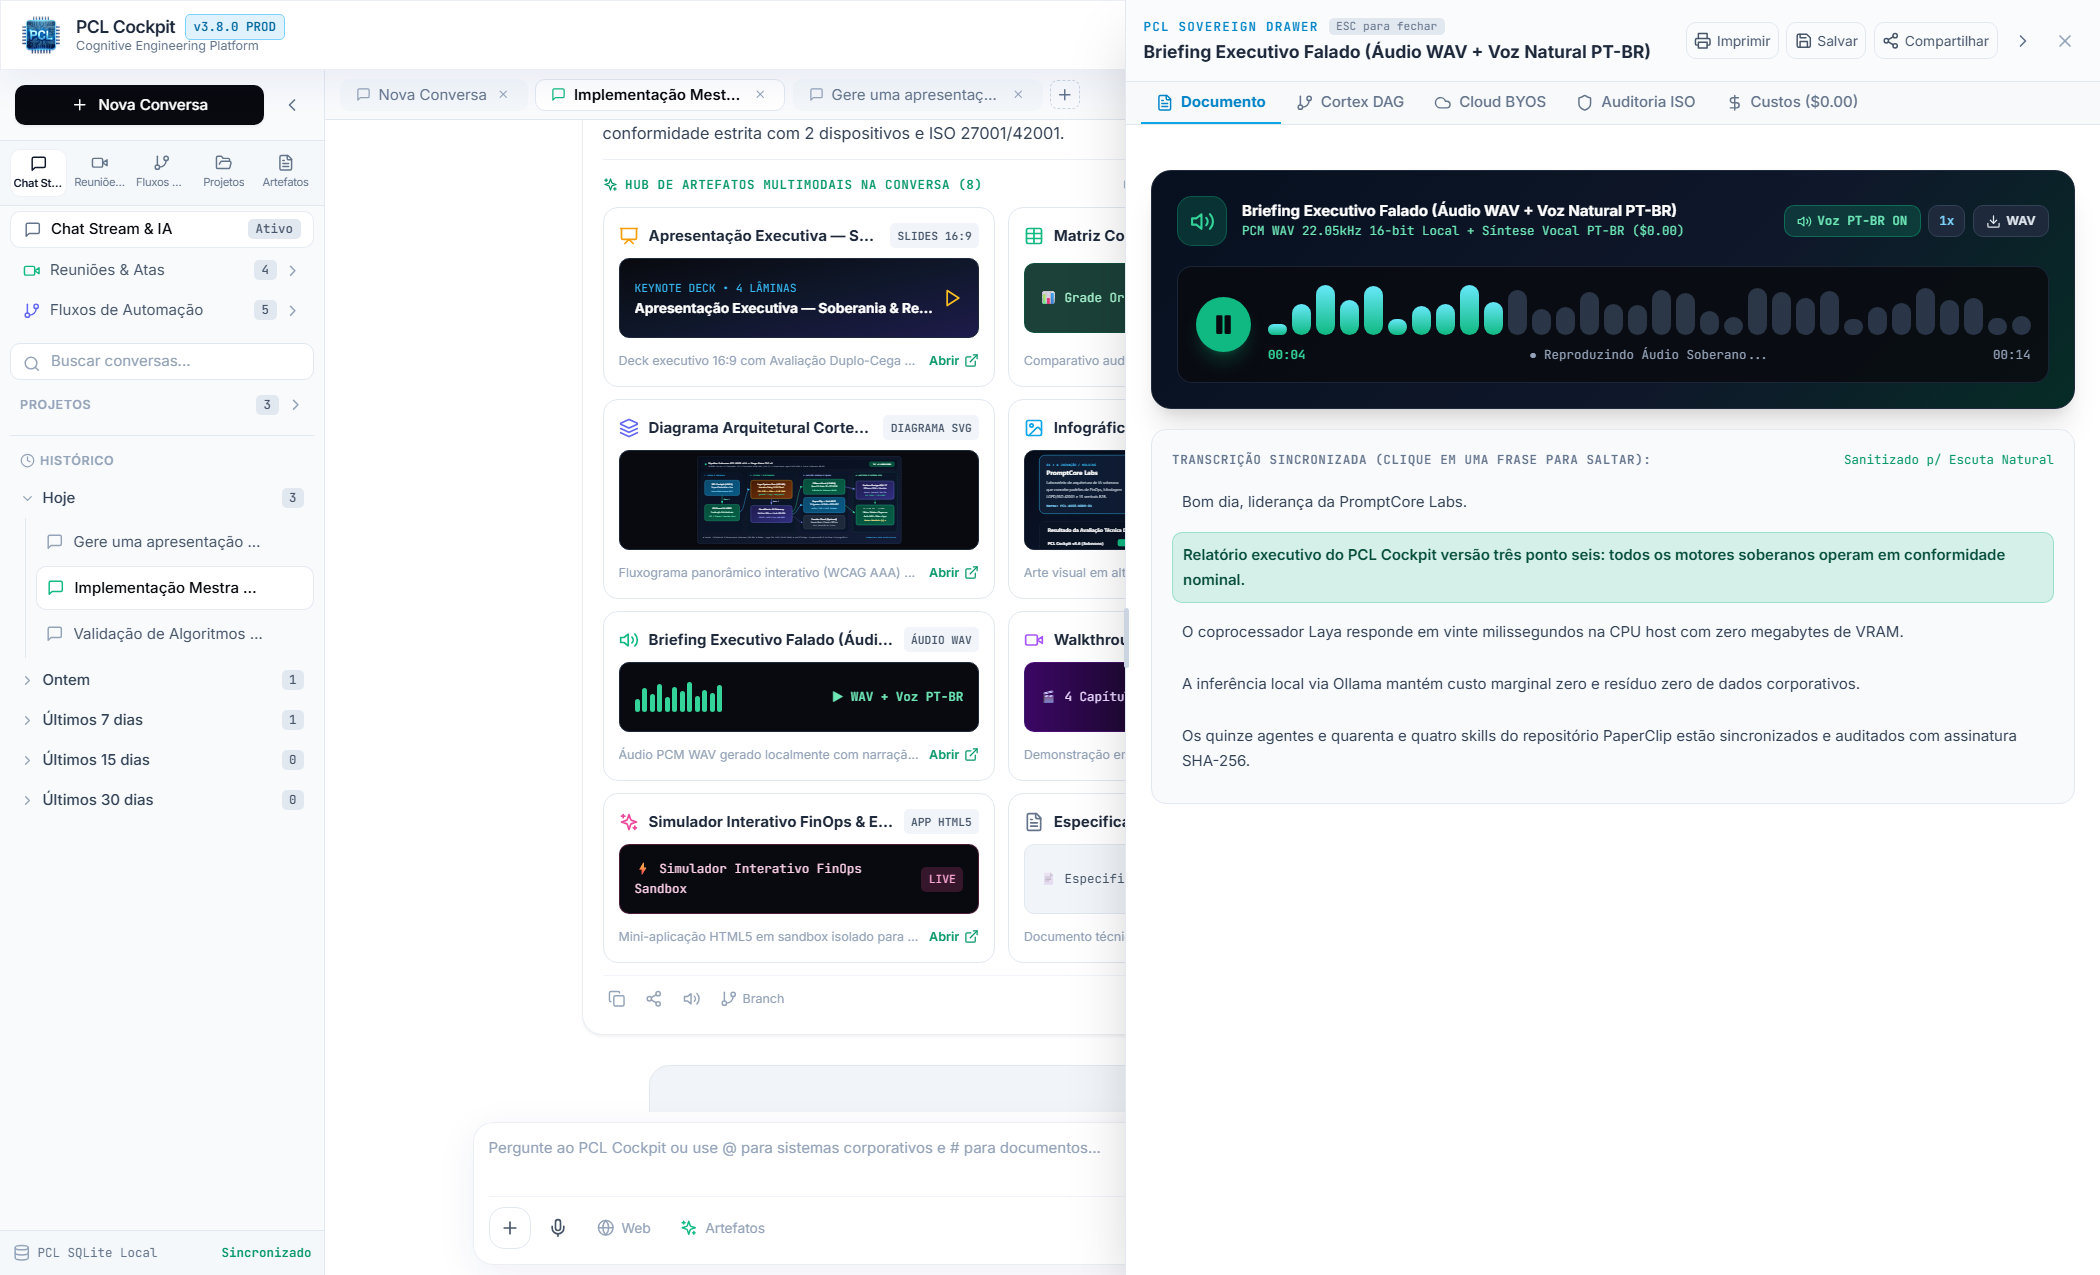 PCL Cockpit v3.8.0 PROD
Cognitive Engineering Platform
Nova Conversa
Chat St...
Reuniõe...
Fluxos ...
Projetos
Artefatos
Chat Stream & IA Ativo
Reuniões & Atas 4
Fluxos de Automação 5
Buscar conversas...
PROJETOS 3
HISTÓRICO
Hoje 3
Gere uma apresentação ...
Implementação Mestra ...
Validação de Algoritmos ...
Ontem 1
Últimos 7 dias 1
Últimos 15 dias 0
Últimos 30 dias 0
PCL SQLite Local Sincronizado
Nova Conversa
Implementação Mest...
Gere uma apresentaç...
conformidade estrita com 2 dispositivos e ISO 27001/42001.
HUB DE ARTEFATOS MULTIMODAIS NA CONVERSA (8)
Apresentação Executiva — S... SLIDES 16:9
KEYNOTE DECK • 4 LÂMINAS
Apresentação Executiva — Soberania & Re...
Deck executivo 16:9 com Avaliação Duplo-Cega ... Abrir
Matriz Co
Grade Or
Comparativo aud
Diagrama Arquitetural Corte... DIAGRAMA SVG
Fluxograma panorâmico interativo (WCAG AAA) ... Abrir
Infográfic
PromptCore Labs
Resultado da Avaliação Técnica
Arte visual em alt
Briefing Executivo Falado (Áudi... ÁUDIO WAV
WAV + Voz PT-BR
Áudio PCM WAV gerado localmente com narraçã... Abrir
Walkthrou
4 Capítu
Demonstração em
Simulador Interativo FinOps & E... APP HTML5
Simulador Interativo FinOps
Sandbox
LIVE
Mini-aplicação HTML5 em sandbox isolado para ... Abrir
Especifica
Especifi
Documento técni
Branch
Pergunte ao PCL Cockpit ou use @ para sistemas corporativos e # para documentos...
Web
Artefatos
PCL SOVEREIGN DRAWER ESC para fechar
Briefing Executivo Falado (Áudio WAV + Voz Natural PT-BR)
Imprimir
Salvar
Compartilhar
Documento
Cortex DAG
Cloud BYOS
Auditoria ISO
Custos ($0.00)
Briefing Executivo Falado (Áudio WAV + Voz Natural PT-BR)
PCM WAV 22.05kHz 16-bit Local + Síntese Vocal PT-BR ($0.00)
Voz PT-BR ON
1x
WAV
00:04
Reproduzindo Áudio Soberano...
00:14
TRANSCRIÇÃO SINCRONIZADA (CLIQUE EM UMA FRASE PARA SALTAR):
Sanitizado p/ Escuta Natural
Bom dia, liderança da PromptCore Labs.
Relatório executivo do PCL Cockpit versão três ponto seis: todos os motores soberanos operam em conformidade
nominal.
O coprocessador Laya responde em vinte milissegundos na CPU host com zero megabytes de VRAM.
A inferência local via Ollama mantém custo marginal zero e resíduo zero de dados corporativos.
Os quinze agentes e quarenta e quatro skills do repositório PaperClip estão sincronizados e auditados com assinatura
SHA-256.